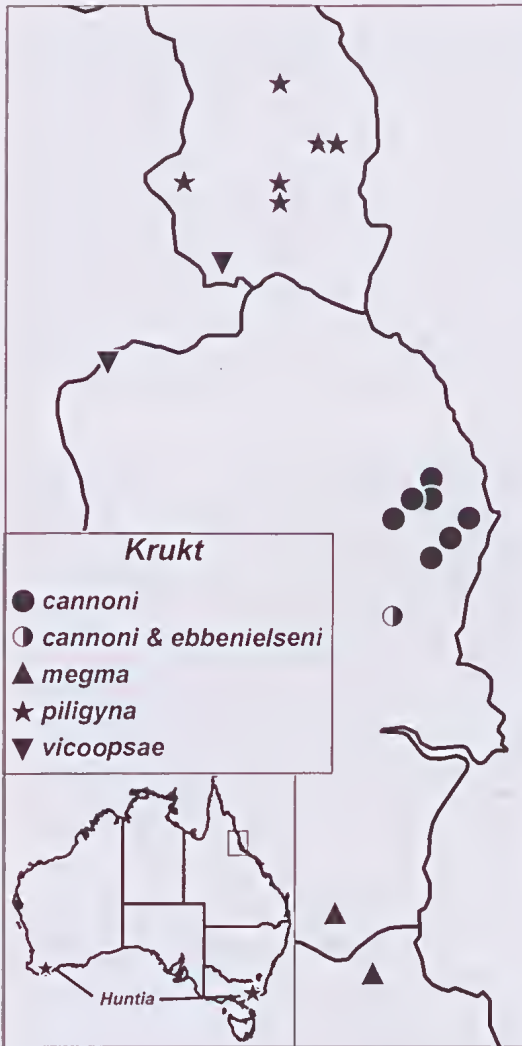 Krukt
cannoni
cannoni & ebbenielseni
megma
piligyna
vicoopsae
Huntia